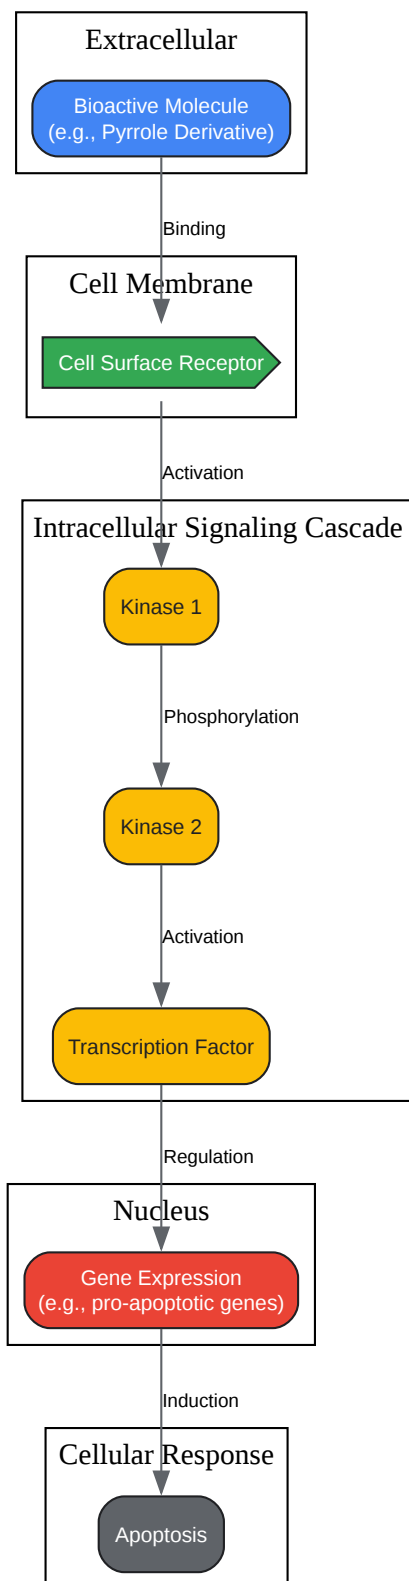 Extracellular
Bioactive Molecule
(e.g., Pyrrole Derivative)
Binding
Cell Membrane
Cell Surface Receptor
Activation
Intracellular Signaling Cascade
Kinase 1
Phosphorylation
Kinase 2
Activation
Transcription Factor
Regulation
Nucleus
Gene Expression
(e.g., pro-apoptotic genes)
Induction
Cellular Response
Apoptosis